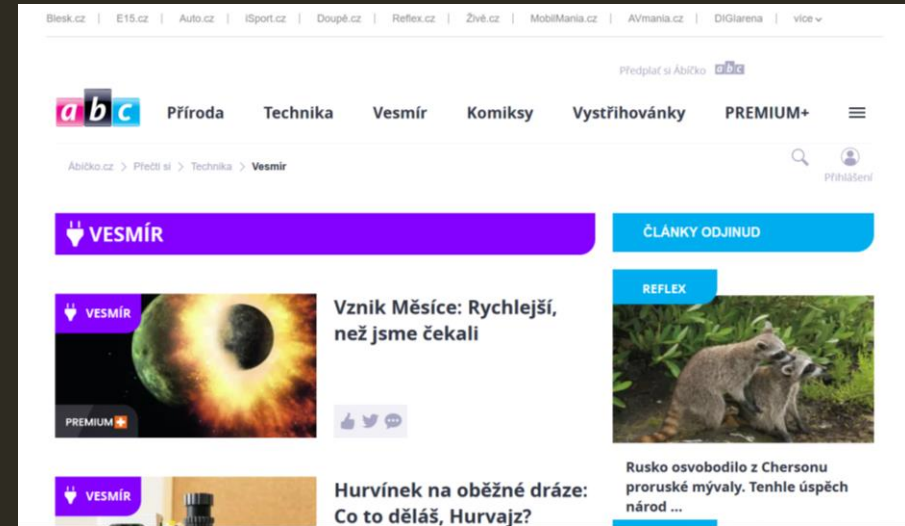 Blesk.cz | E15.cz | Auto.cz | iSport.cz | Doupě.cz | Reflex.cz | Živě.cz | MobilMania.cz | AVmania.cz | DIGIarena | více
Předplať si Ábíčko abc
abc Příroda Technika Vesmír Komiksy Vystřihovánky PREMIUM+
Ábíčko.cz > Přečti si > Technika > Vesmír
Přihlášení
VESMÍR
ČLÁNKY ODJINUD
VESMÍR
PREMIUM+
Vznik Měsíce: Rychlejší,
než jsme čekali
REFLEX
Rusko osvobodilo z Chersonu
proruské mývaly. Tenhle úspěch
národ ...
VESMÍR
Hurvínek na oběžné dráze:
Co to děláš, Hurvajz?